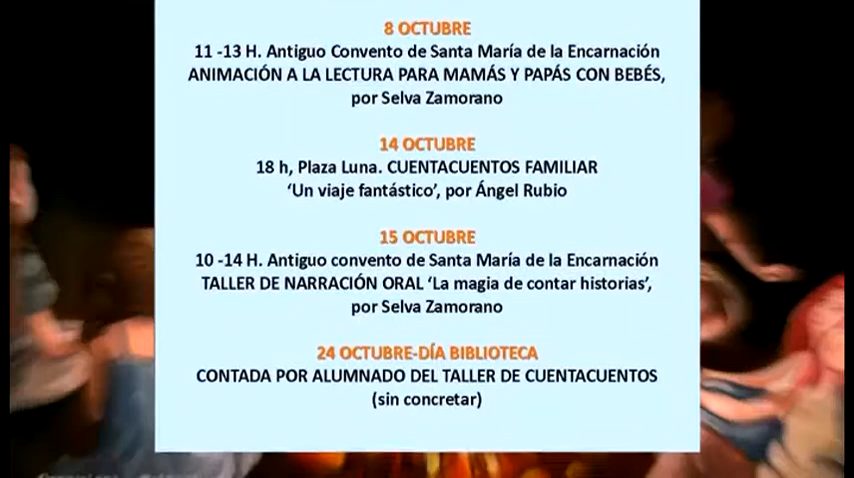 8 OCTUBRE
11 -13 H. Antiguo Convento de Santa María de la Encarnación
ANIMACIÓN A LA LECTURA PARA MAMÁS Y PAPÁS CON BEBÉS,
por Selva Zamorano
14 OCTUBRE
18 h, Plaza Luna. CUENTACUENTOS FAMILIAR
‘Un viaje fantástico’, por Ángel Rubio
15 OCTUBRE
10 -14 H. Antiguo convento de Santa María de la Encarnación
TALLER DE NARRACIÓN ORAL ‘La magia de contar historias’,
por Selva Zamorano
24 OCTUBRE-DÍA BIBLIOTECA
CONTADA POR ALUMNADO DEL TALLER DE CUENTACUENTOS
(sin concretar)